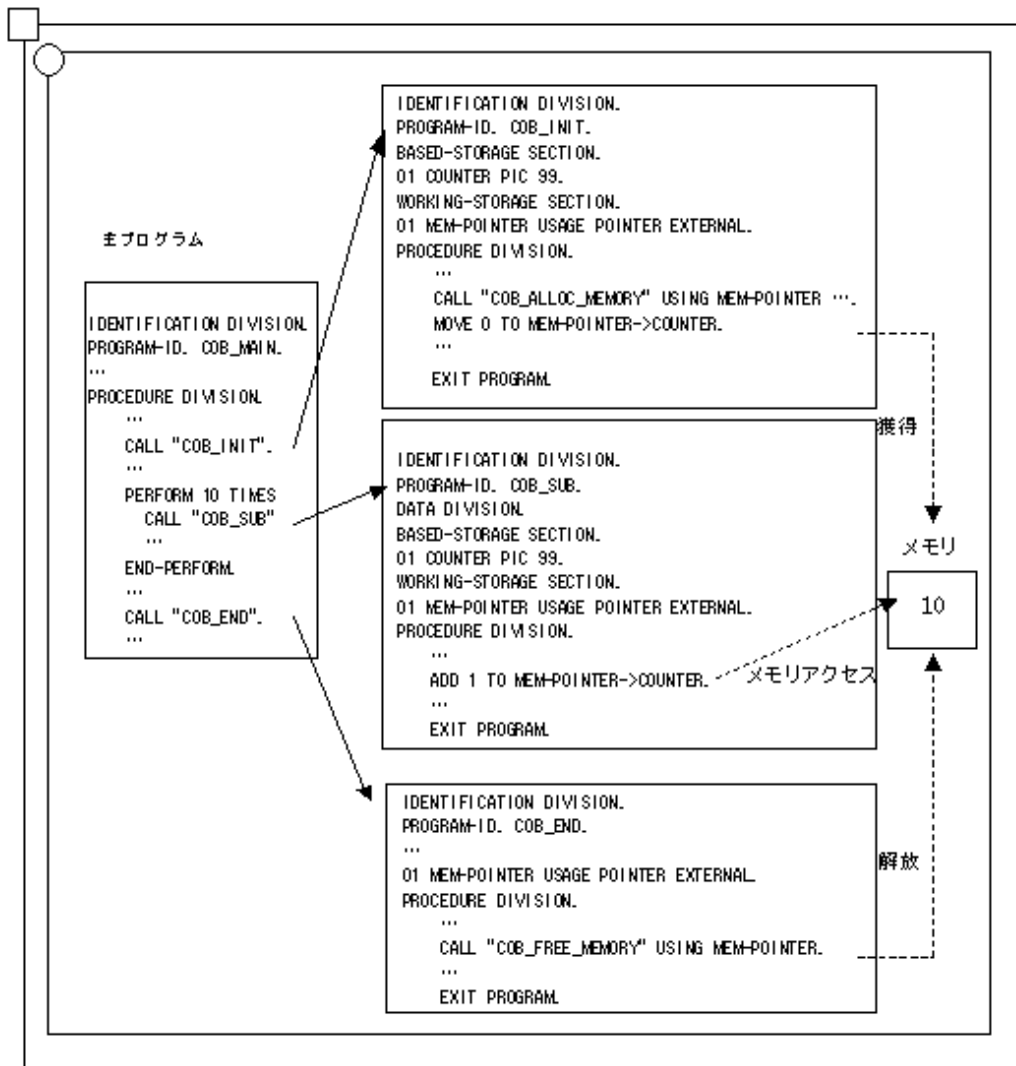 主プログラム
IDENTIFICATION DIVISION.
PROGRAM-ID. COB_MAIN.
…
PROCEDURE DIVISION.
…
CALL "COB_INIT".
…
PERFORM 10 TIMES
CALL "COB_SUB"
…
END-PERFORM.
…
CALL "COB_END".
…
IDENTIFICATION DIVISION.
PROGRAM-ID. COB_INIT.
BASED-STORAGE SECTION.
01 COUNTER PIC 99.
WORKING-STORAGE SECTION.
01 MEM-POINTER USAGE POINTER EXTERNAL.
PROCEDURE DIVISION.
…
CALL "COB_ALLOC_MEMORY" USING MEM-POINTER ….
MOVE 0 TO MEM-POINTER->COUNTER.
…
EXIT PROGRAM.
獲得
IDENTIFICATION DIVISION.
PROGRAM-ID. COB_SUB.
DATA DIVISION.
BASED-STORAGE SECTION.
01 COUNTER PIC 99.
WORKING-STORAGE SECTION.
01 MEM-POINTER USAGE POINTER EXTERNAL.
PROCEDURE DIVISION.
…
ADD 1 TO MEM-POINTER->COUNTER.
…
EXIT PROGRAM.
メモリアクセス
メモリ
10
IDENTIFICATION DIVISION.
PROGRAM-ID. COB_END.
…
01 MEM-POINTER USAGE POINTER EXTERNAL.
PROCEDURE DIVISION.
…
CALL "COB_FREE_MEMORY" USING MEM-POINTER.
…
EXIT PROGRAM.
解放